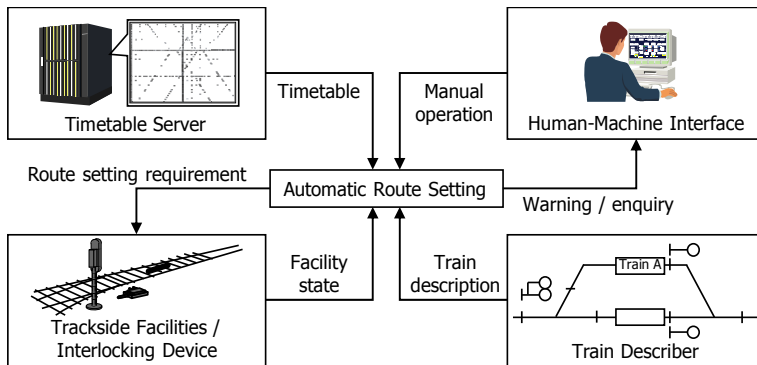 Timetable Server
Timetable
Manual
operation
Human-Machine Interface
Route setting requirement
Automatic Route Setting
Warning / enquiry
Trackside Facilities /
Interlocking Device
Facility
state
Train
description
Train A
Train Describer